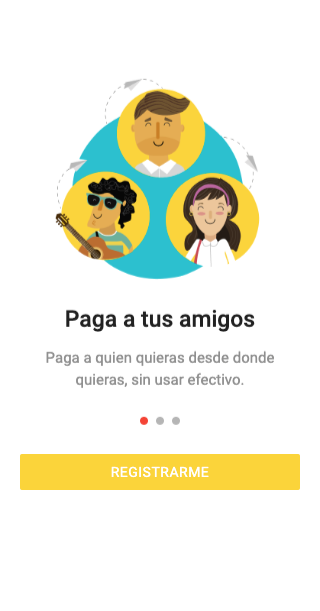 Paga a tus amigos
Paga a quien quieras desde donde
quieras, sin usar efectivo.
REGISTRARME